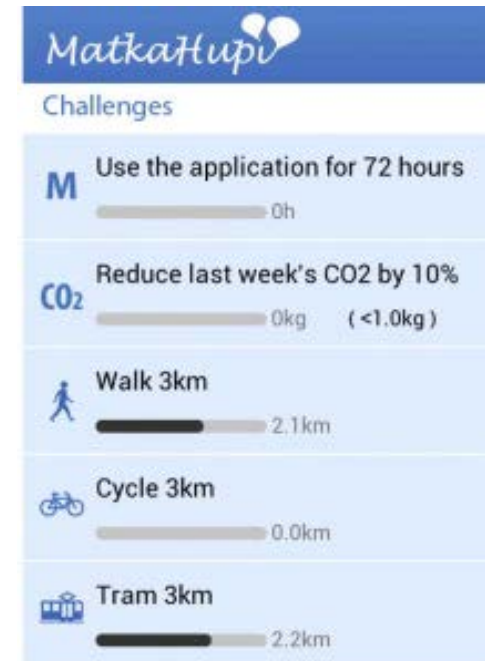 MatkaHupi
Challenges
M
Use the application for 72 hours
0h
CO2
Reduce last week's CO2 by 10%
0kg (<1.0kg)
Walk 3km
2.1km
Cycle 3km
0.0km
Tram 3km
2.2km